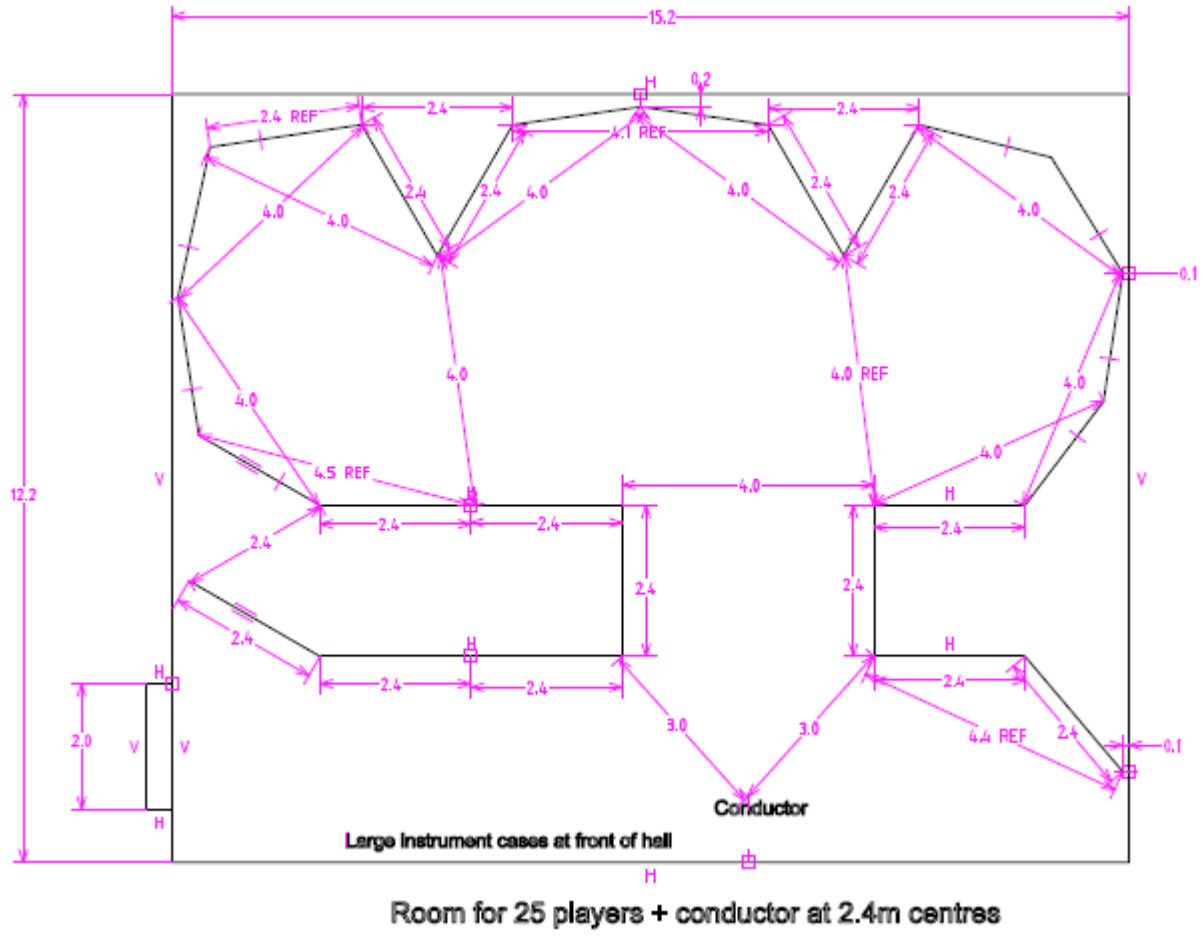 15.2
H 0.2
2.4 REF 2.4 2.4
4.1 REF
2.4 2.4 4.0 4.0 2.4 2.4
4.0 4.0 4.0
0.1
4.0 4.0 REF 4.0
4.0
4.5 REF 4.0
V V
12.2 4.0
H H
2.4 2.4 2.4
2.4 2.4 2.4
2.4 H H
H 2.4 2.4 2.4
3.0 3.0 4.4 REF 2.4
2.0 V V 0.1
Conductor
H
Large instrument cases at front of hall
H
Room for 25 players + conductor at 2.4m centres